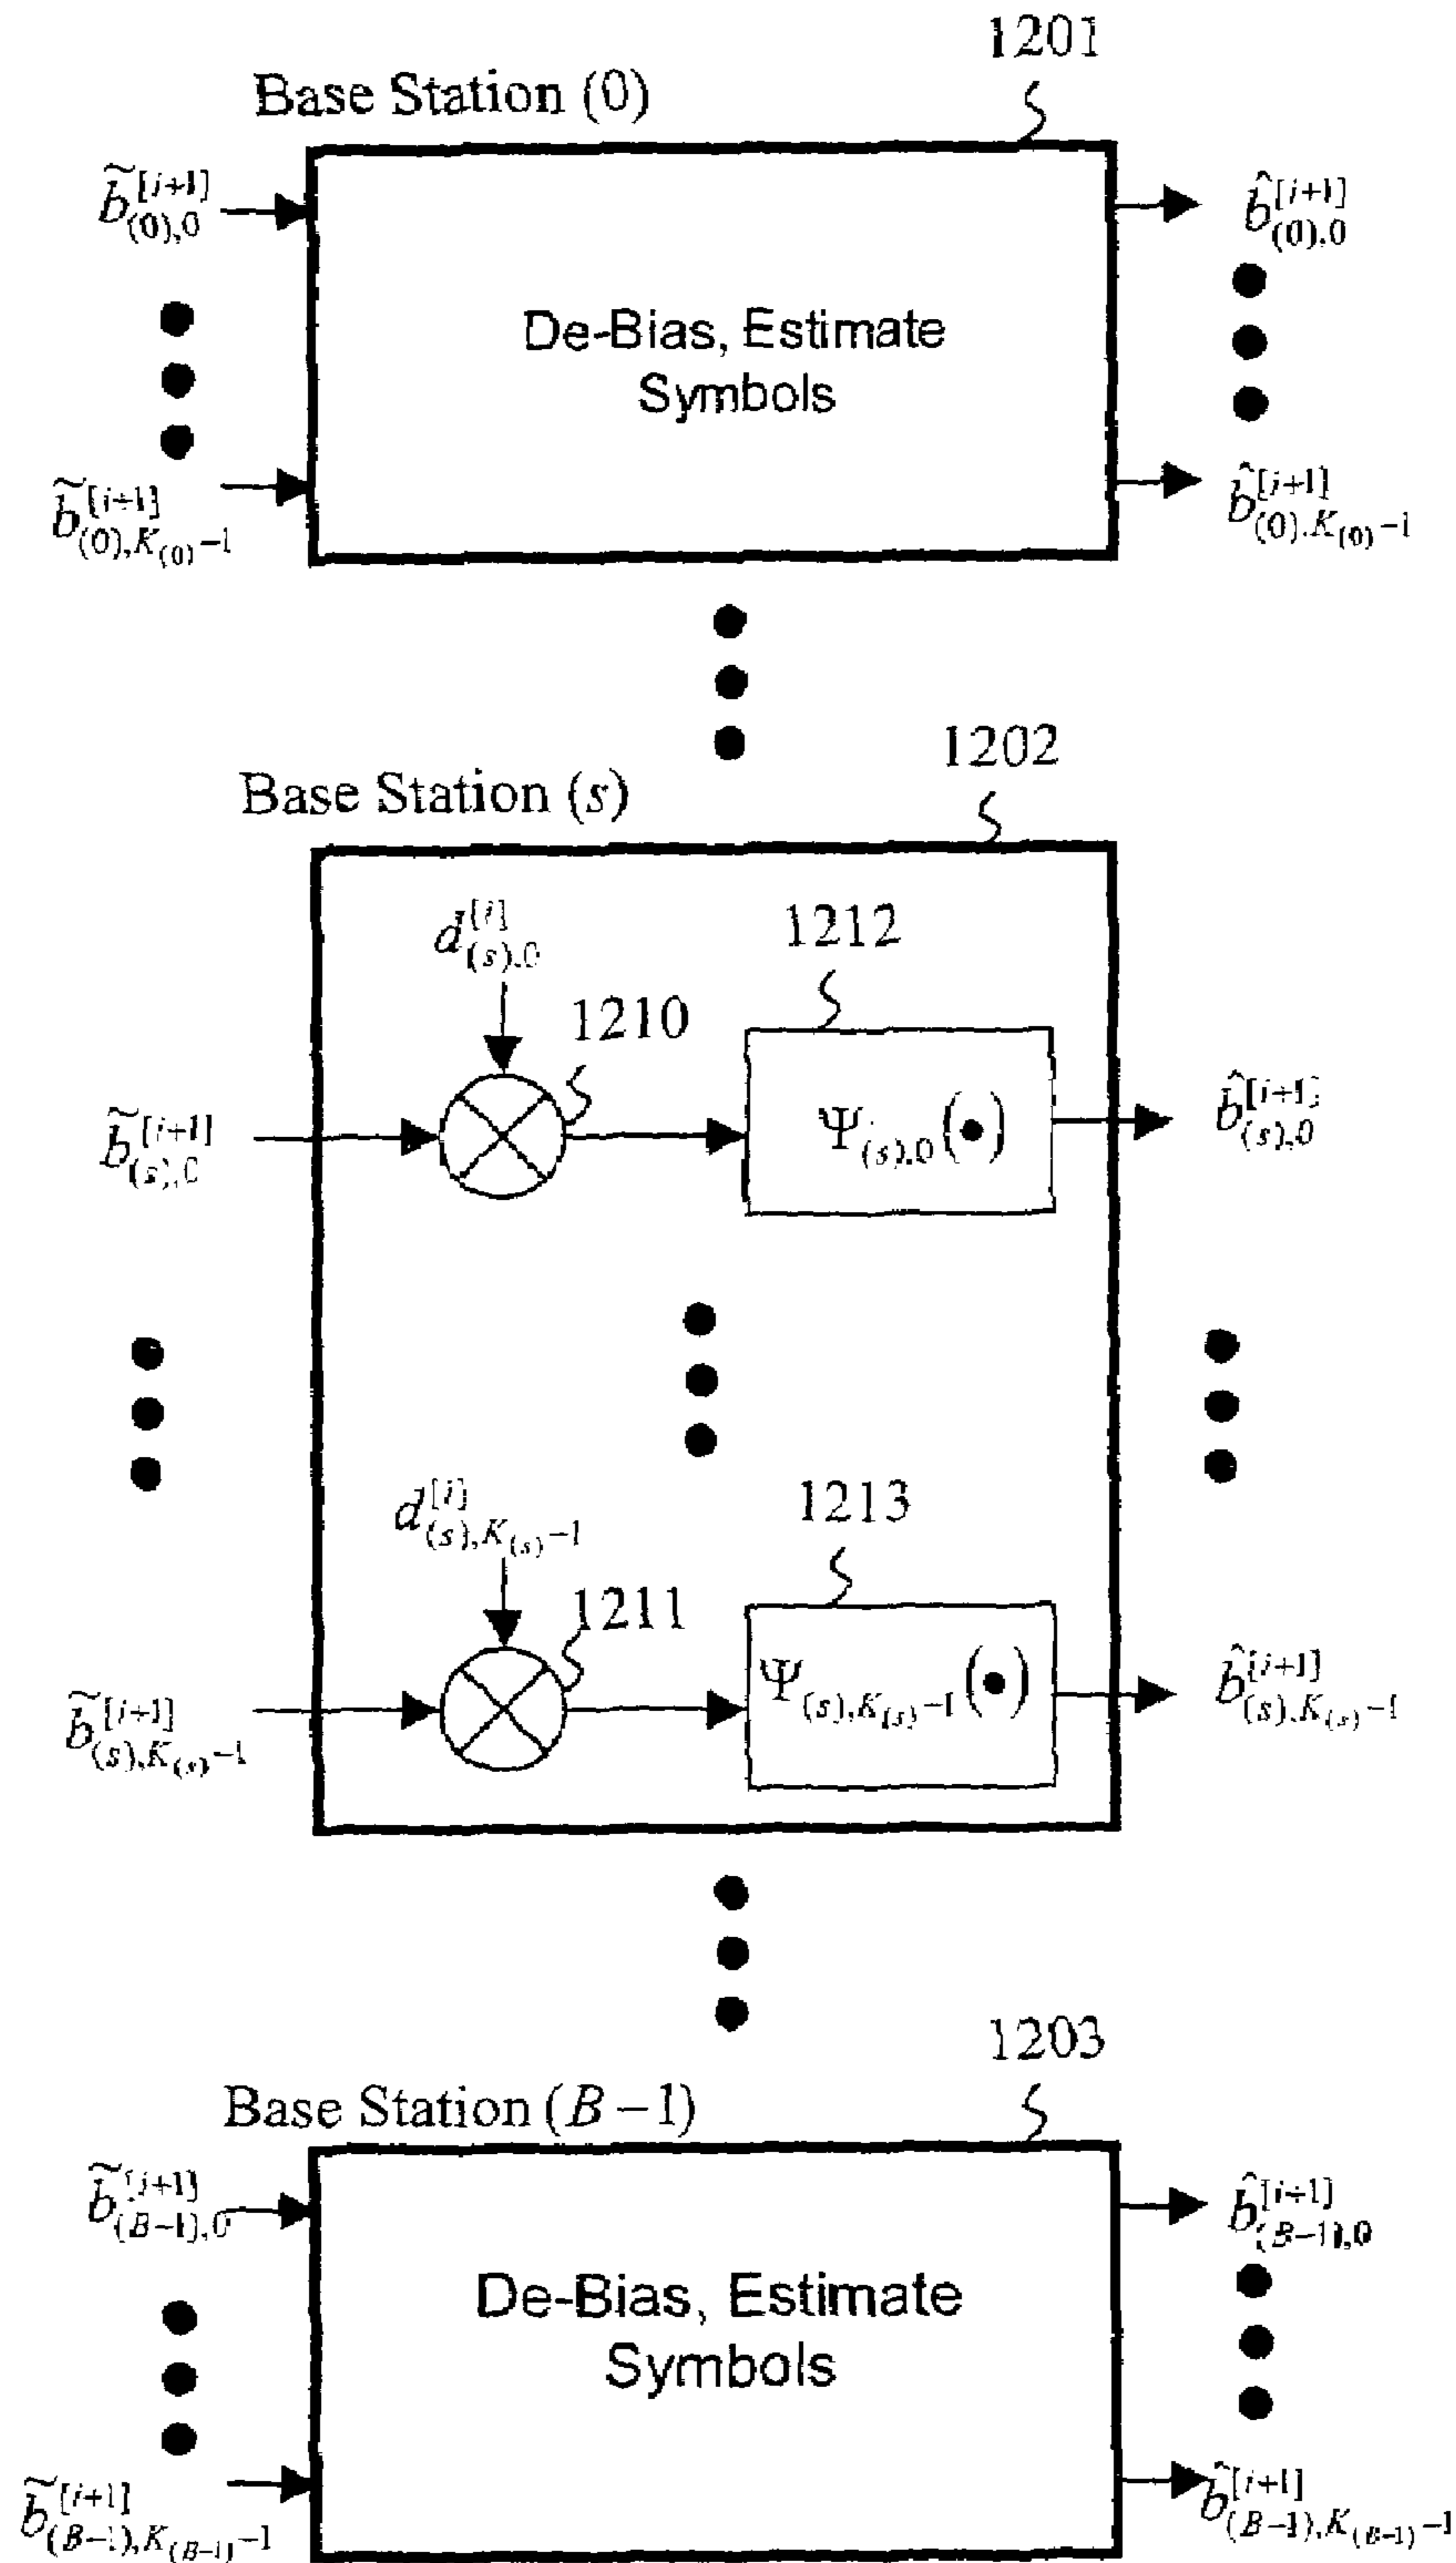 1201
Base Station (0)
b̃^{[i+1]}_{(0),0}
b̂^{[i+1]}_{(0),0}
De-Bias, Estimate
Symbols
b̃^{[i+1]}_{(0),K_{(0)}-1}
b̂^{[i+1]}_{(0),K_{(0)}-1}
1202
Base Station (s)
d^{[i]}_{(s),0}
1212
1210
b̃^{[i+1]}_{(s),0}
Ψ_{(s),0}(•)
b̂^{[i+1]}_{(s),0}
d^{[i]}_{(s),K_{(s)}-1}
1213
1211
b̃^{[i+1]}_{(s),K_{(s)}-1}
Ψ_{(s),K_{(s)}-1}(•)
b̂^{[i+1]}_{(s),K_{(s)}-1}
1203
Base Station (B-1)
b̃^{[i+1]}_{(B-1),0}
b̂^{[i+1]}_{(B-1),0}
De-Bias, Estimate
Symbols
b̃^{[i+1]}_{(B-1),K_{(B-1)}-1}
b̂^{[i+1]}_{(B-1),K_{(B-1)}-1}